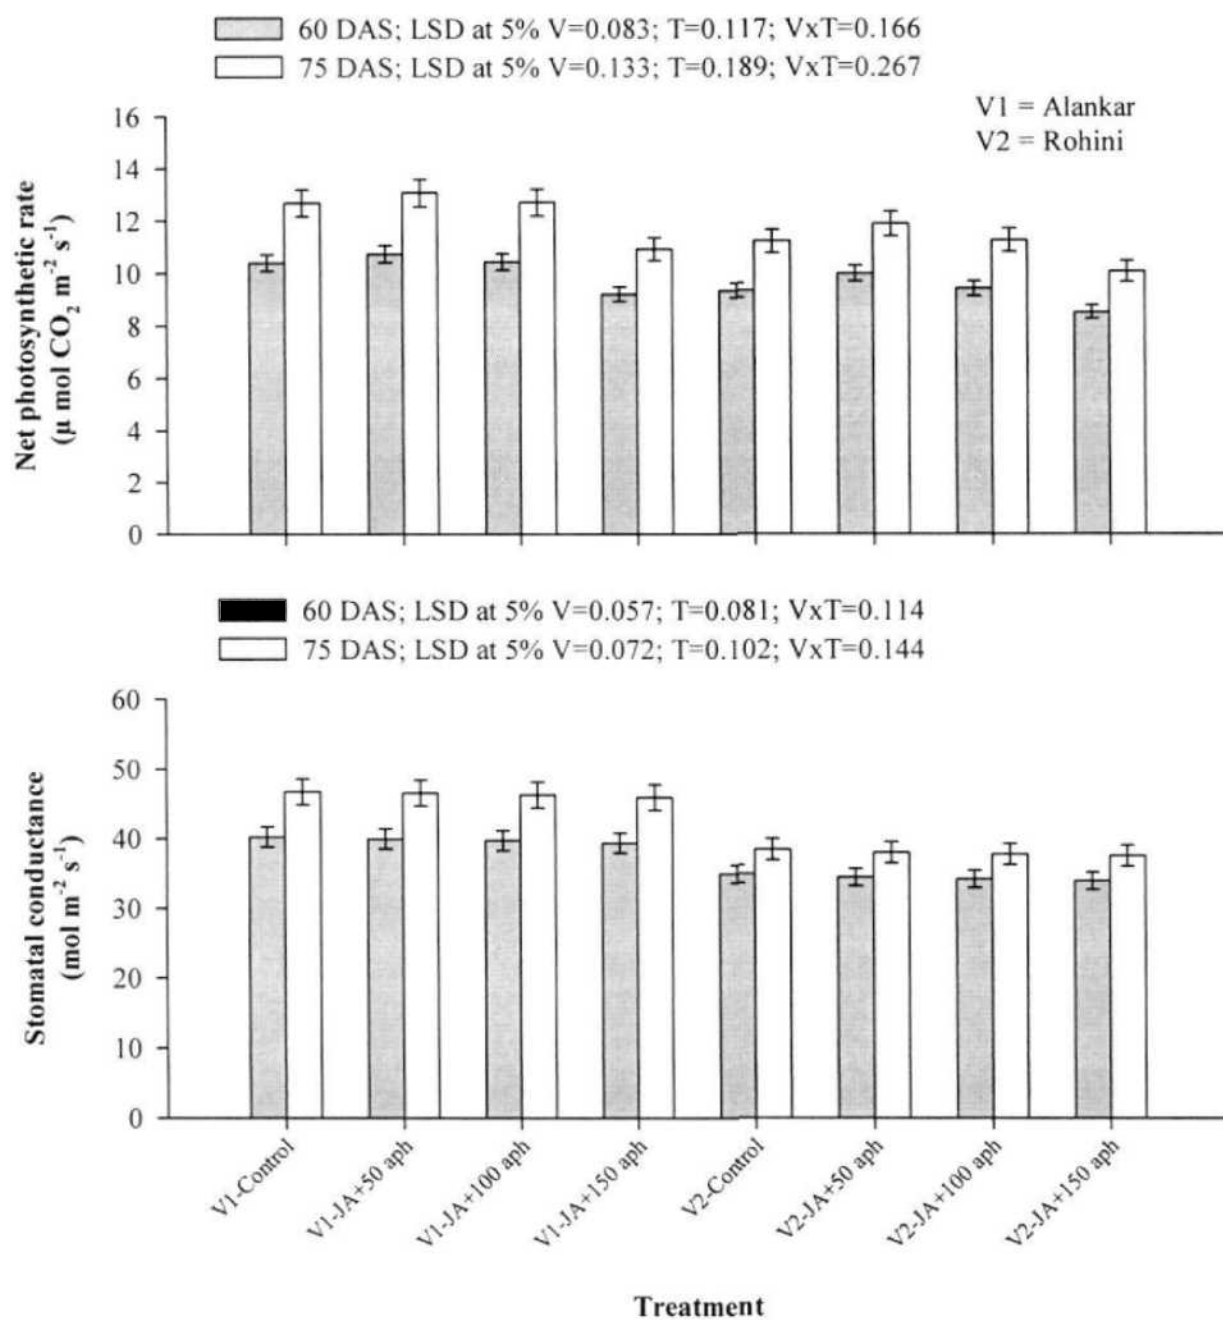 60 DAS; LSD at 5% V=0.083; T=0.117; VxT=0.166
75 DAS; LSD at 5% V=0.133; T=0.189; VxT=0.267
V1 = Alankar
V2 = Rohini
Net photosynthetic rate
(μ mol CO₂ m⁻² s⁻¹)
16
14
12
10
8
6
4
2
0
60 DAS; LSD at 5% V=0.057; T=0.081; VxT=0.114
75 DAS; LSD at 5% V=0.072; T=0.102; VxT=0.144
Stomatal conductance
(mol m⁻² s⁻¹)
60
50
40
30
20
10
0
V1-Control
V1-JA+50 aph
V1-JA+100 aph
V1-JA+150 aph
V2-Control
V2-JA+50 aph
V2-JA+100 aph
V2-JA+150 aph
Treatment